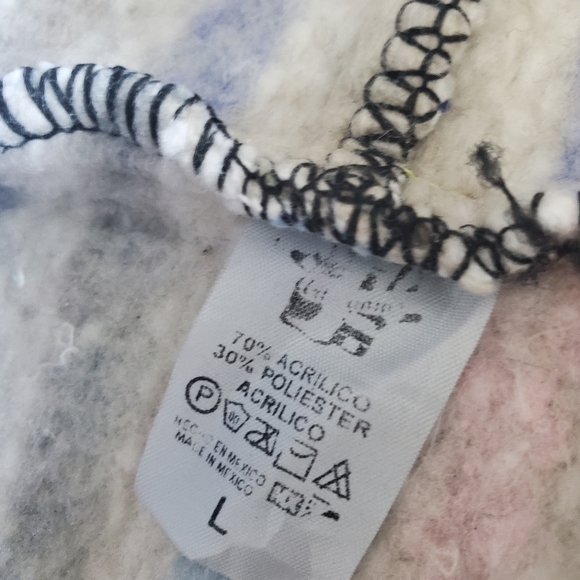 70% ACRILICO
30% POLIESTER
ACRILICO
P
HECHO EN MEXICO
MADE IN MEXICO
L